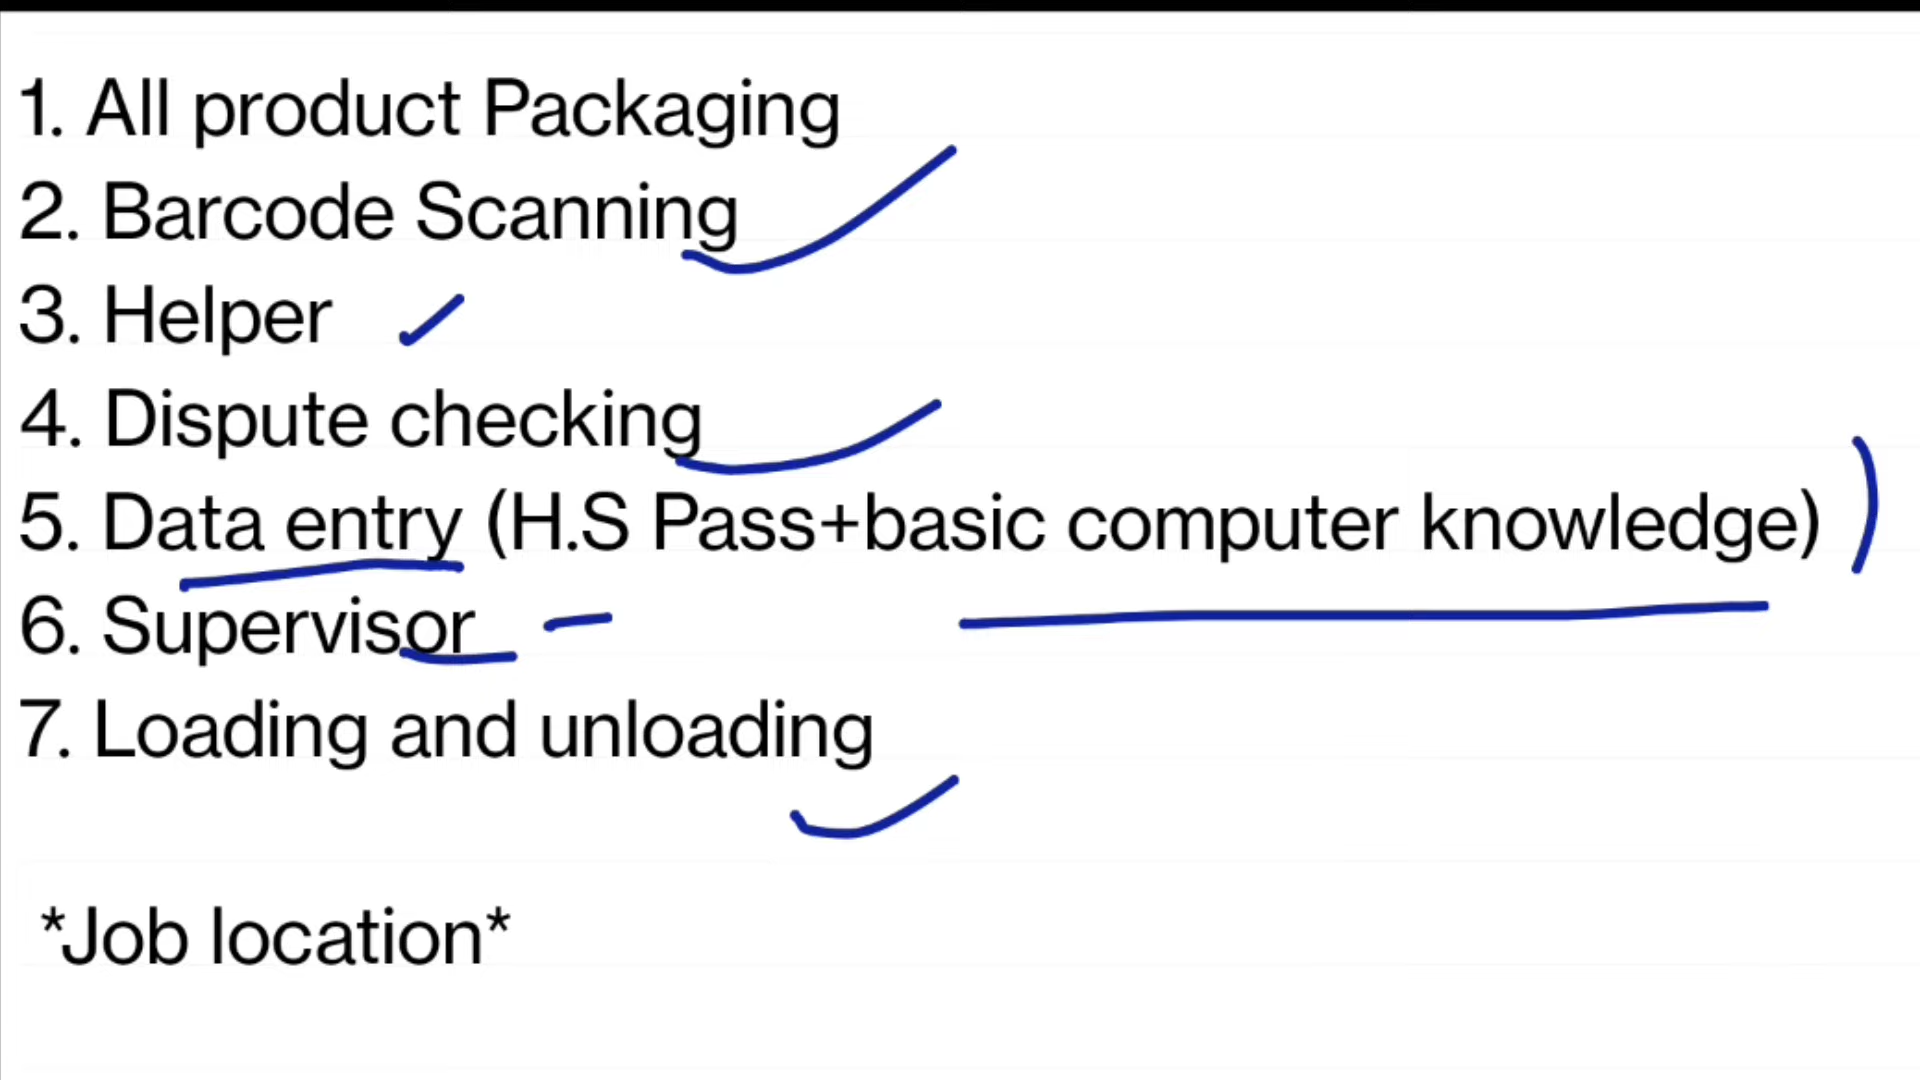 1. All product Packaging
2. Barcode Scanning
3. Helper
4. Dispute checking
5. Data entry (H.S Pass+basic computer knowledge)
6. Supervisor
7. Loading and unloading
*Job location*